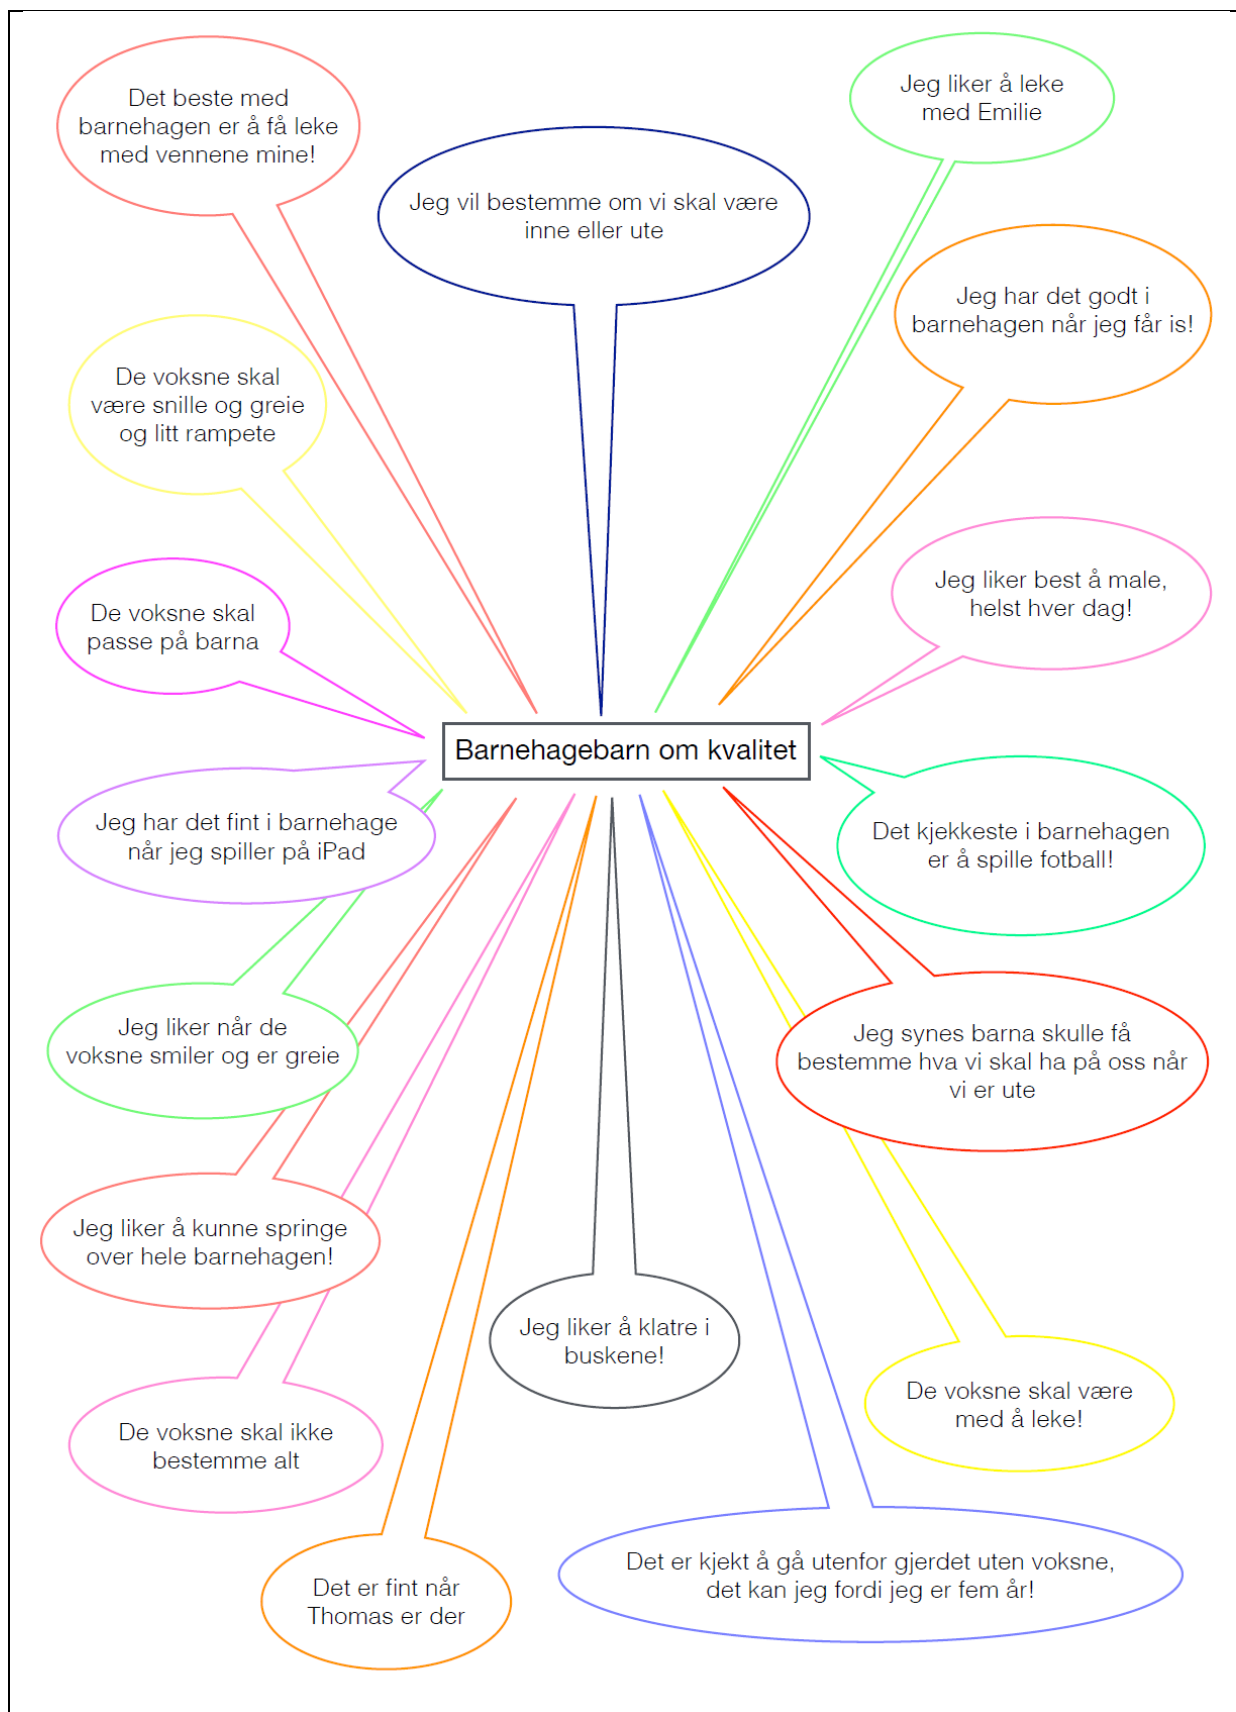 Det beste med
barnehagen er å få leke
med vennene mine!
Jeg liker å leke
med Emilie
Jeg vil bestemme om vi skal være
inne eller ute
Jeg har det godt i
barnehagen når jeg får is!
De voksne skal
være snille og greie
og litt rampete
Jeg liker best å male,
helst hver dag!
De voksne skal
passe på barna
Barnehagebarn om kvalitet
Jeg har det fint i barnehage
når jeg spiller på iPad
Det kjekkeste i barnehagen
er å spille fotball!
Jeg liker når de
voksne smiler og er greie
Jeg synes barna skulle få
bestemme hva vi skal ha på oss når
vi er ute
Jeg liker å kunne springe
over hele barnehagen!
Jeg liker å klatre i
buskene!
De voksne skal være
med å leke!
De voksne skal ikke
bestemme alt
Det er fint når
Thomas er der
Det er kjekt å gå utenfor gjerdet uten voksne,
det kan jeg fordi jeg er fem år!